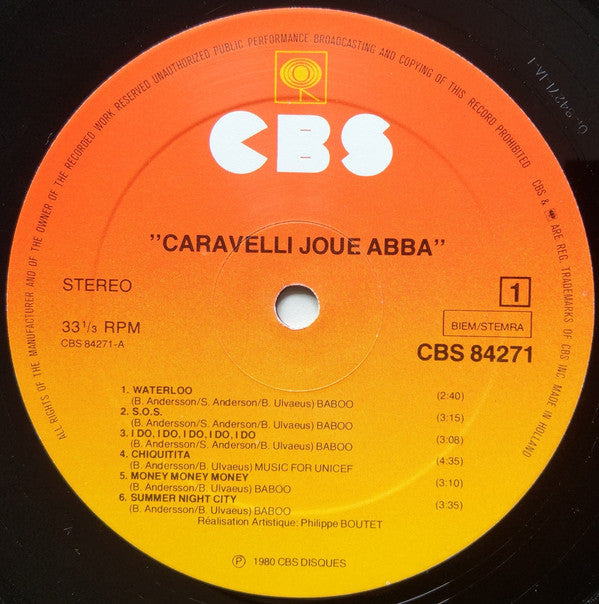 ALL RIGHTS OF THE MANUFACTURER AND OF THE OWNER OF THE RECORDED WORK RESERVED UNAUTHORIZED PUBLIC PERFORMANCE BROADCASTING AND COPYING OF THIS RECORD PROHIBITED
CBS & ARE REG. TRADEMARKS OF CBS INC/ MADE IN HOLLAND
CBS
"CARAVELLI JOUE ABBA"
STEREO
1
33 1/3 RPM
BIEM/STEMRA
CBS 84271-A
CBS 84271
1. WATERLOO
(B. Andersson/S. Anderson/B. Ulvaeus) BABOO (2:40)
2. S.O.S.
(B. Andersson/S. Anderson/B. Ulvaeus) BABOO (3:15)
3. I DO, I DO, I DO, I DO, I DO
(B. Andersson/S. Anderson/B. Ulvaeus) BABOO (3:08)
4. CHIQUITITA
(B. Andersson/B. Ulvaeus) MUSIC FOR UNICEF (4:35)
5. MONEY MONEY MONEY
(B. Andersson/B. Ulvaeus) BABOO (3:10)
6. SUMMER NIGHT CITY
(B. Andersson/B. Ulvaeus) BABOO (3:35)
Réalisation Artistique: Philippe BOUTET
℗ 1980 CBS DISQUES